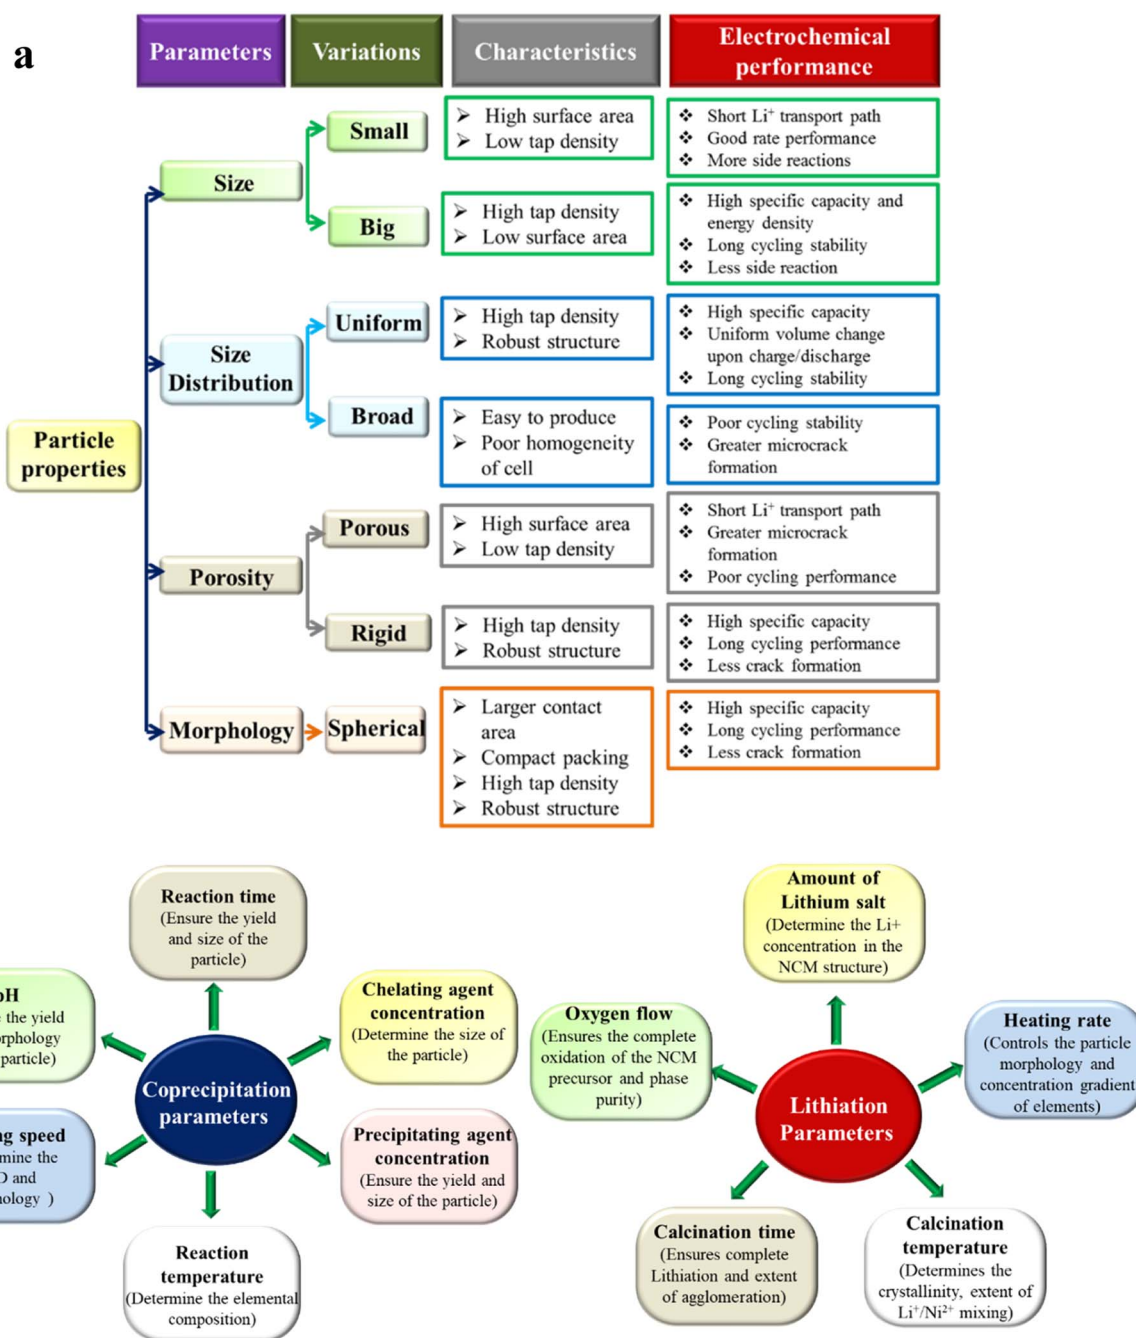 a
Parameters
Variations
Characteristics
Electrochemical
performance
Particle
properties
Size
Small
➢ High surface area
➢ Low tap density
❖ Short Li⁺ transport path
❖ Good rate performance
❖ More side reactions
Big
➢ High tap density
➢ Low surface area
❖ High specific capacity and
energy density
❖ Long cycling stability
❖ Less side reaction
Size
Distribution
Uniform
➢ High tap density
➢ Robust structure
❖ High specific capacity
❖ Uniform volume change
upon charge/discharge
❖ Long cycling stability
Broad
➢ Easy to produce
➢ Poor homogeneity
of cell
❖ Poor cycling stability
❖ Greater microcrack
formation
Porosity
Porous
➢ High surface area
➢ Low tap density
❖ Short Li⁺ transport path
❖ Greater microcrack
formation
❖ Poor cycling performance
Rigid
➢ High tap density
➢ Robust structure
❖ High specific capacity
❖ Long cycling performance
❖ Less crack formation
Morphology
Spherical
➢ Larger contact
area
➢ Compact packing
➢ High tap density
➢ Robust structure
❖ High specific capacity
❖ Long cycling performance
❖ Less crack formation
Coprecipitation
parameters
Reaction time
(Ensure the yield
and size of the
particle)
Chelating agent
concentration
(Determine the size of
the particle)
Precipitating agent
concentration
(Ensure the yield and
size of the particle)
Reaction
temperature
(Determine the elemental
composition)
speed
the
and
)
pH
the yield
particle)
Lithiation
Parameters
Amount of
Lithium salt
(Determine the Li+
concentration in the
NCM structure)
Heating rate
(Controls the particle
morphology and
concentration gradient
of elements)
Calcination
temperature
(Determines the
crystallinity, extent of
Li⁺/Ni²⁺ mixing)
Calcination time
(Ensures complete
Lithiation and extent
of agglomeration)
Oxygen flow
(Ensures the complete
oxidation of the NCM
precursor and phase
purity)